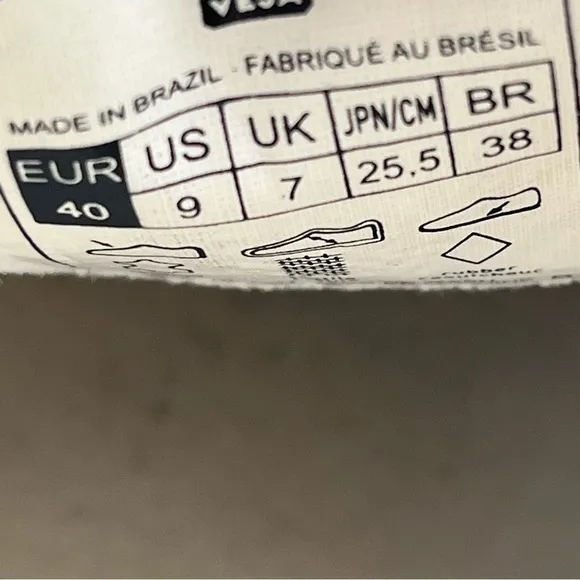 VEJA
MADE IN BRAZIL - FABRIQUÉ AU BRÉSIL
EUR US UK JPN/CM BR
40 9 7 25.5 38
rubber